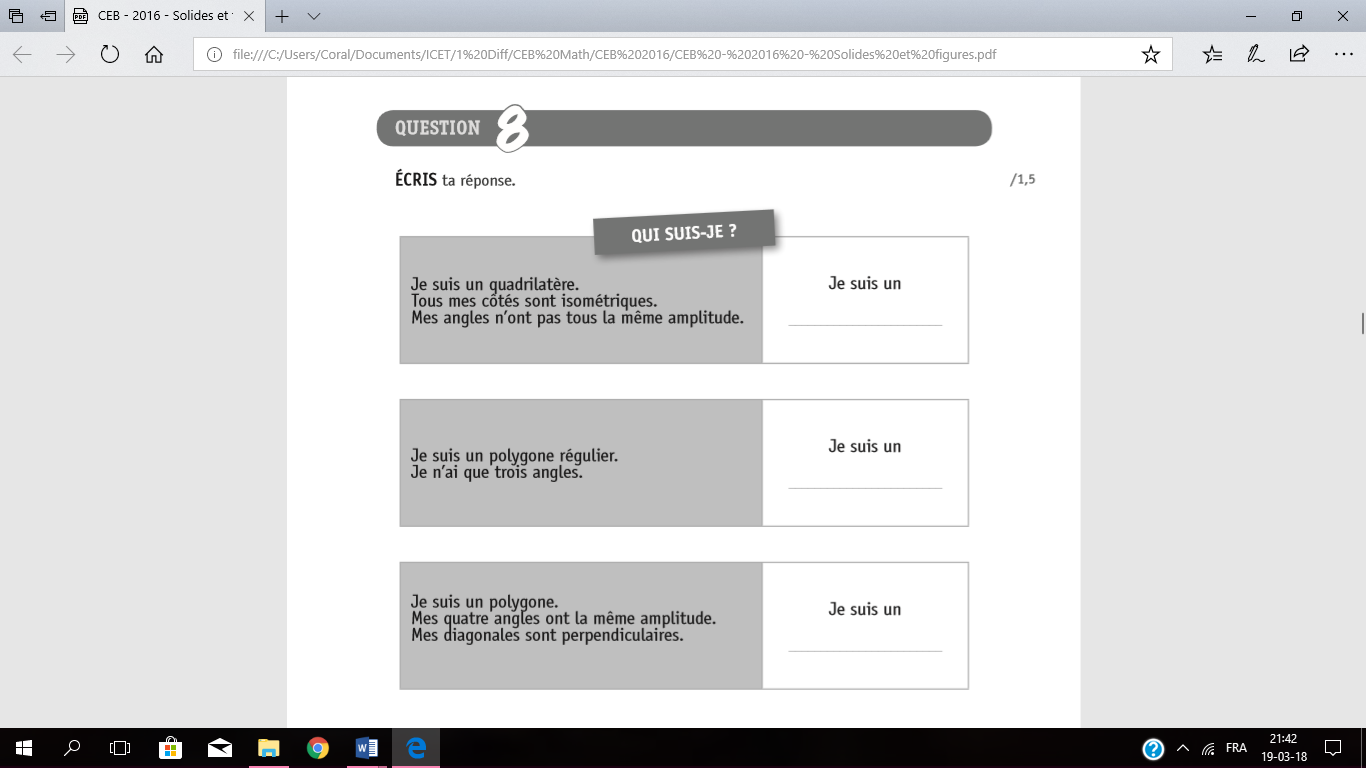 CEB - 2016 - Solides et
file:///C:/Users/Coral/Documents/ICET/1%20Diff/CEB%20Math/CEB%202016/CEB%20-%202016%20-%20Solides%20et%20figures.pdf
QUESTION 8
ÉCRIS ta réponse.
/1,5
QUI SUIS-JE ?
Je suis un quadrilatère.
Tous mes côtés sont isométriques.
Mes angles n'ont pas tous la même amplitude.
Je suis un
Je suis un polygone régulier.
Je n'ai que trois angles.
Je suis un
Je suis un polygone.
Mes quatre angles ont la même amplitude.
Mes diagonales sont perpendiculaires.
Je suis un
FRA
21:42
19-03-18